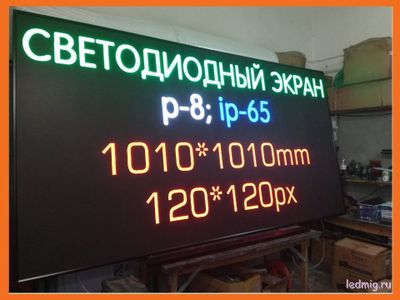 СВЕТОДИОДНЫЙ ЭКРАН
p-8; ip-65
1010*1010mm
120*120px
ledmig.ru